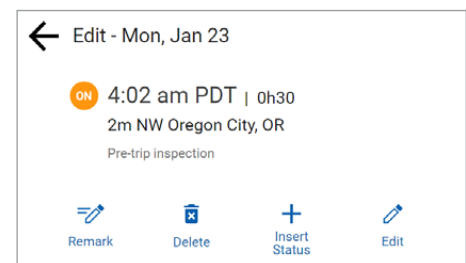 Edit - Mon, Jan 23
ON 4:02 am PDT | 0h30
2m NW Oregon City, OR
Pre-trip inspection
Remark Delete Insert Status Edit